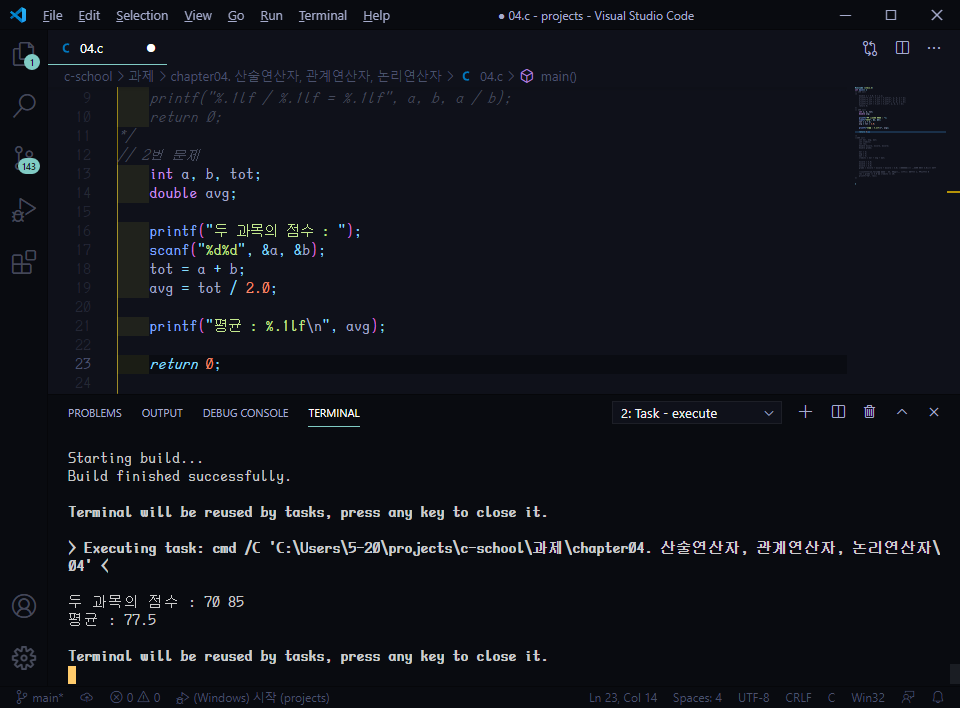 File Edit Selection View Go Run Terminal Help ● 04.c - projects - Visual Studio Code
C 04.c ●
c-school > 과제 > chapter04. 산술연산자, 관계연산자, 논리연산자 > C 04.c > main()
9 printf("%.1lf / %.1lf = %.1lf", a, b, a / b);
10 return 0;
11 */
12 // 2번 문제
13 int a, b, tot;
14 double avg;
15
16 printf("두 과목의 점수 : ");
17 scanf("%d%d", &a, &b);
18 tot = a + b;
19 avg = tot / 2.0;
20
21 printf("평균 : %.1lf\n", avg);
22
23 return 0;
24
1
143
PROBLEMS OUTPUT DEBUG CONSOLE TERMINAL 2: Task - execute
Starting build...
Build finished successfully.
Terminal will be reused by tasks, press any key to close it.
> Executing task: cmd /C 'C:\Users\5-20\projects\c-school\과제\chapter04. 산술연산자, 관계연산자, 논리연산자\
04' <
두 과목의 점수 : 70 85
평균 : 77.5
Terminal will be reused by tasks, press any key to close it.
main* 0 0 (Windows) 시작 (projects) Ln 23, Col 14 Spaces: 4 UTF-8 CRLF C Win32